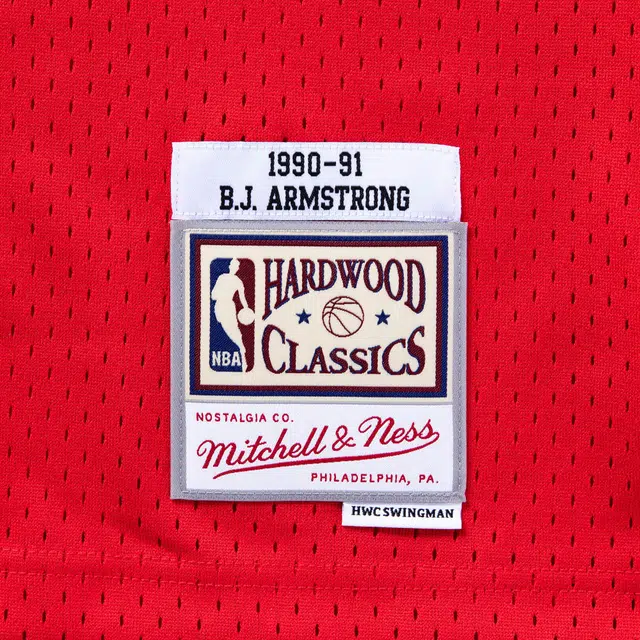 1990-91
B.J. ARMSTRONG
HARDWOOD
NBA
CLASSICS
NOSTALGIA CO.
Mitchell & Ness
PHILADELPHIA, PA.
HWC SWINGMAN